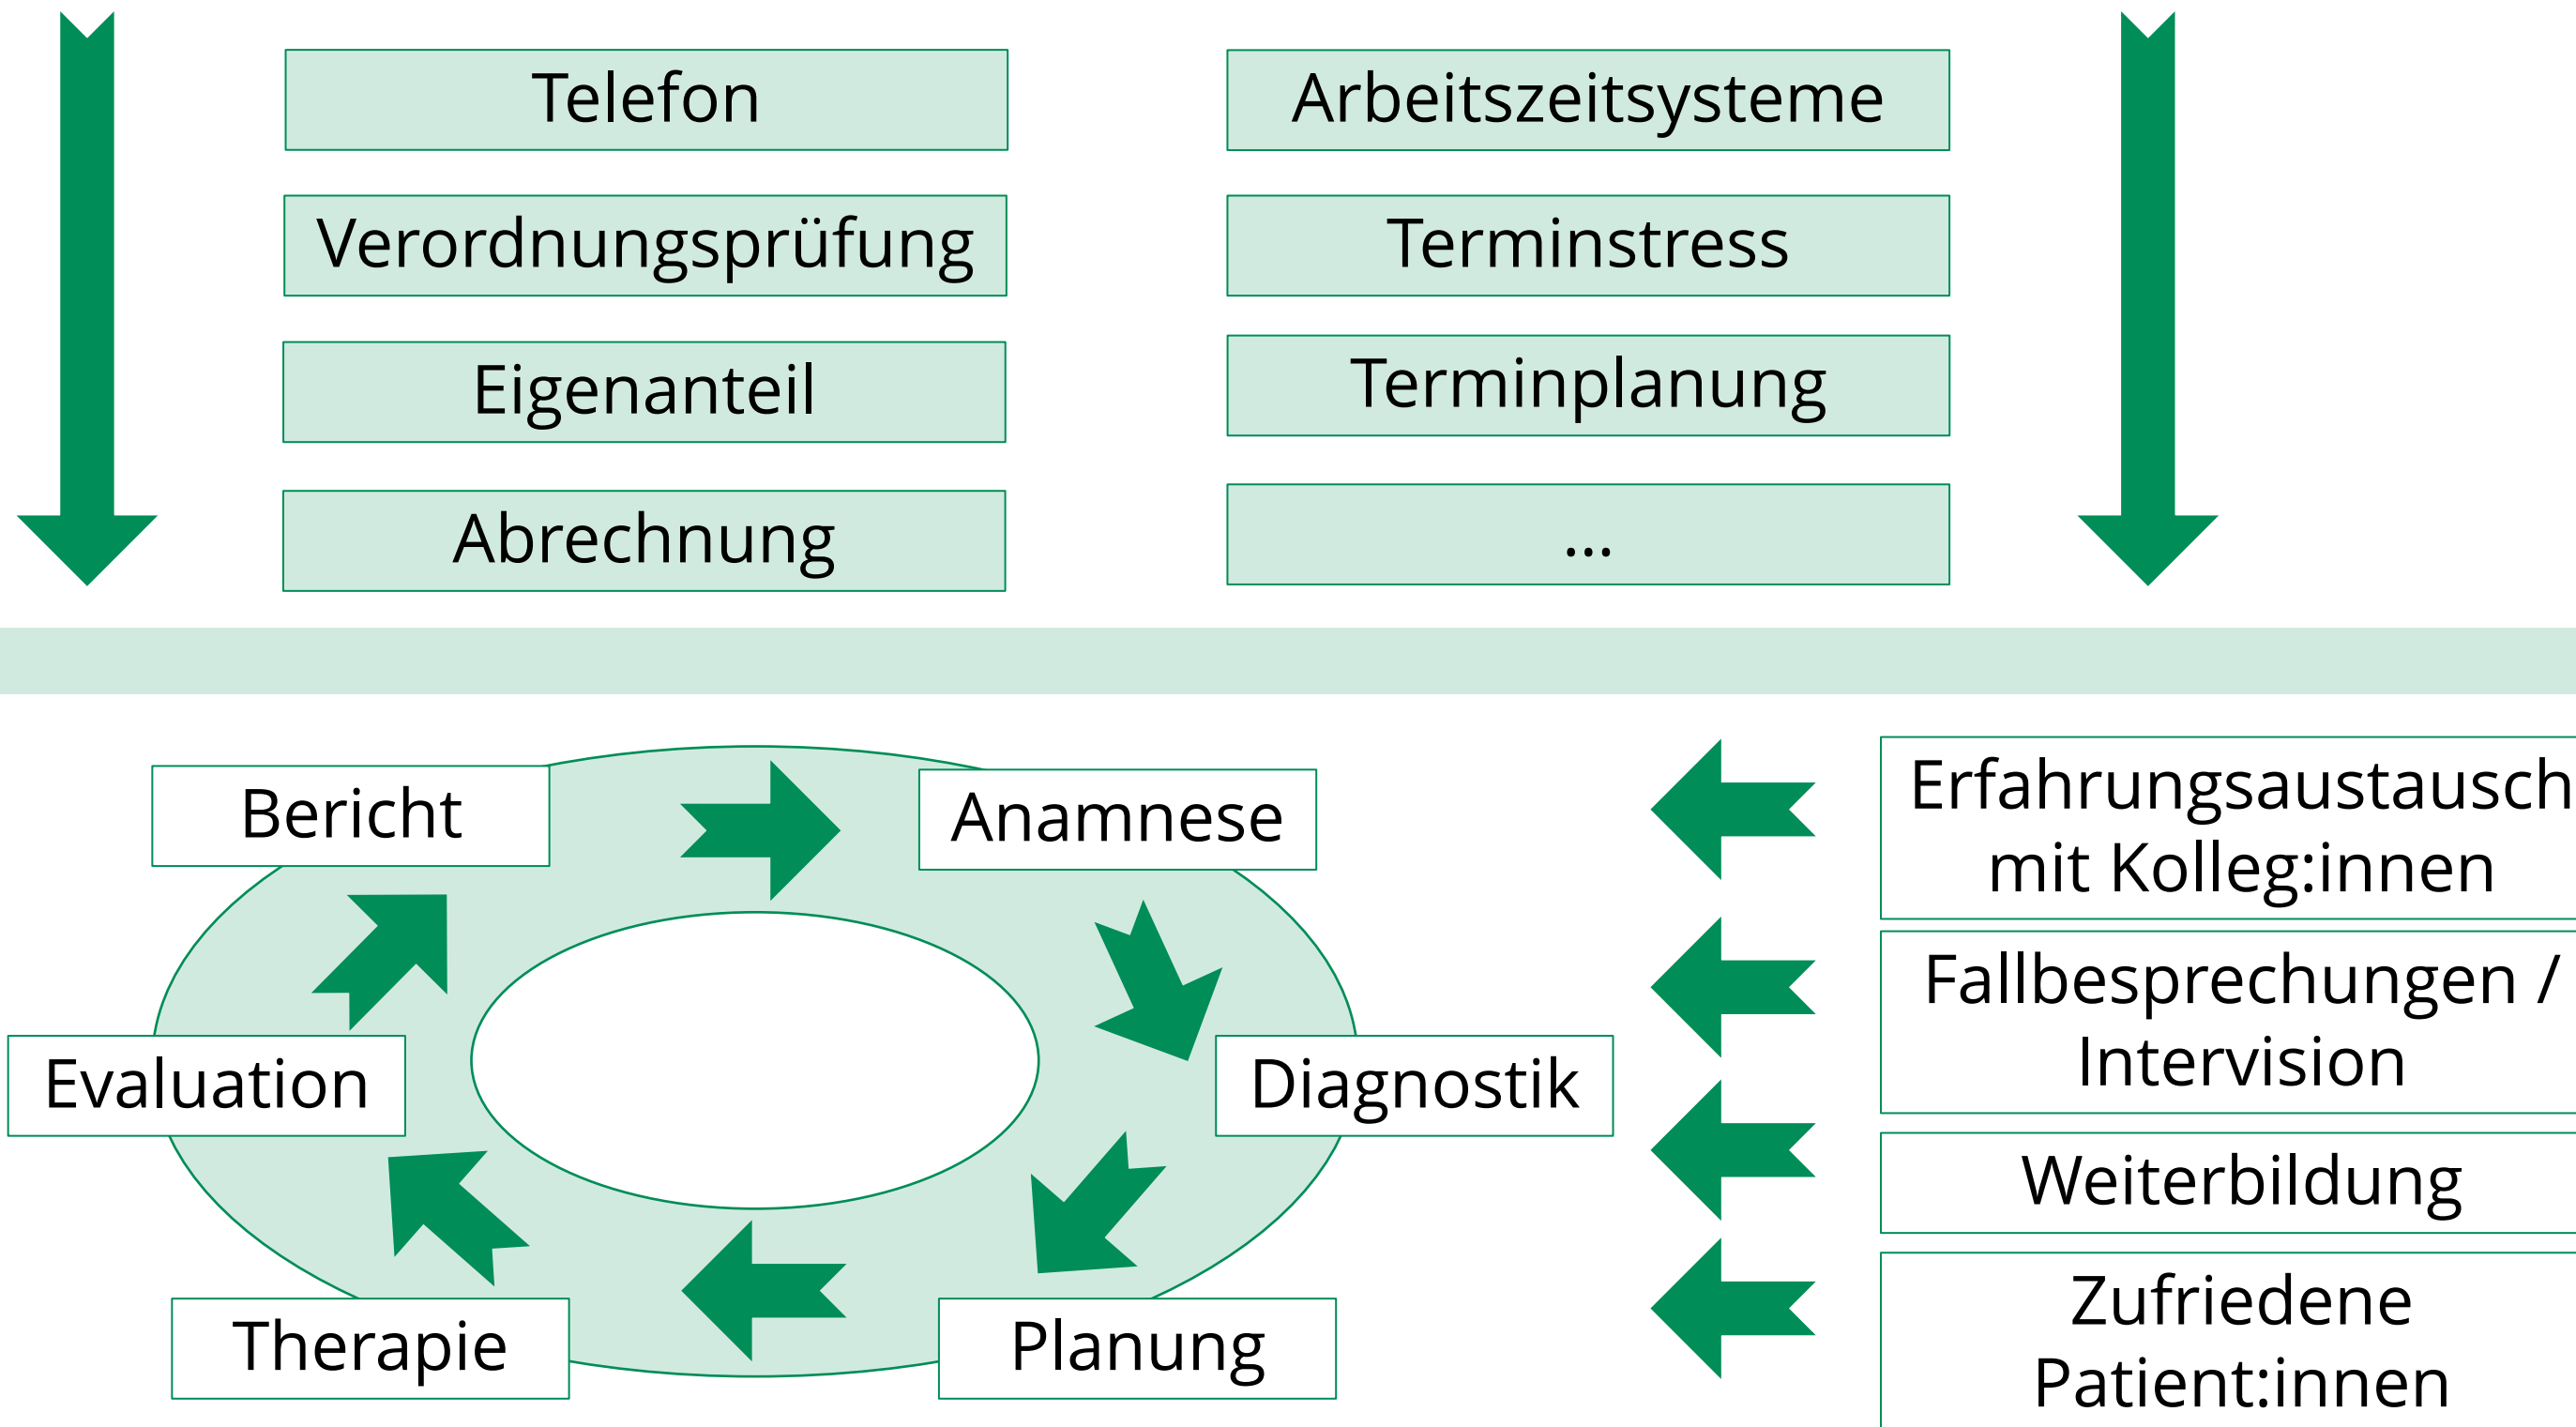 Telefon
Verordnungsprüfung
Eigenanteil
Abrechnung
Arbeitszeitsysteme
Terminstress
Terminplanung
...
Bericht
Anamnese
Evaluation
Diagnostik
Therapie
Planung
Erfahrungsaustausch
mit Kolleg:innen
Fallbesprechungen /
Intervision
Weiterbildung
Zufriedene
Patient:innen